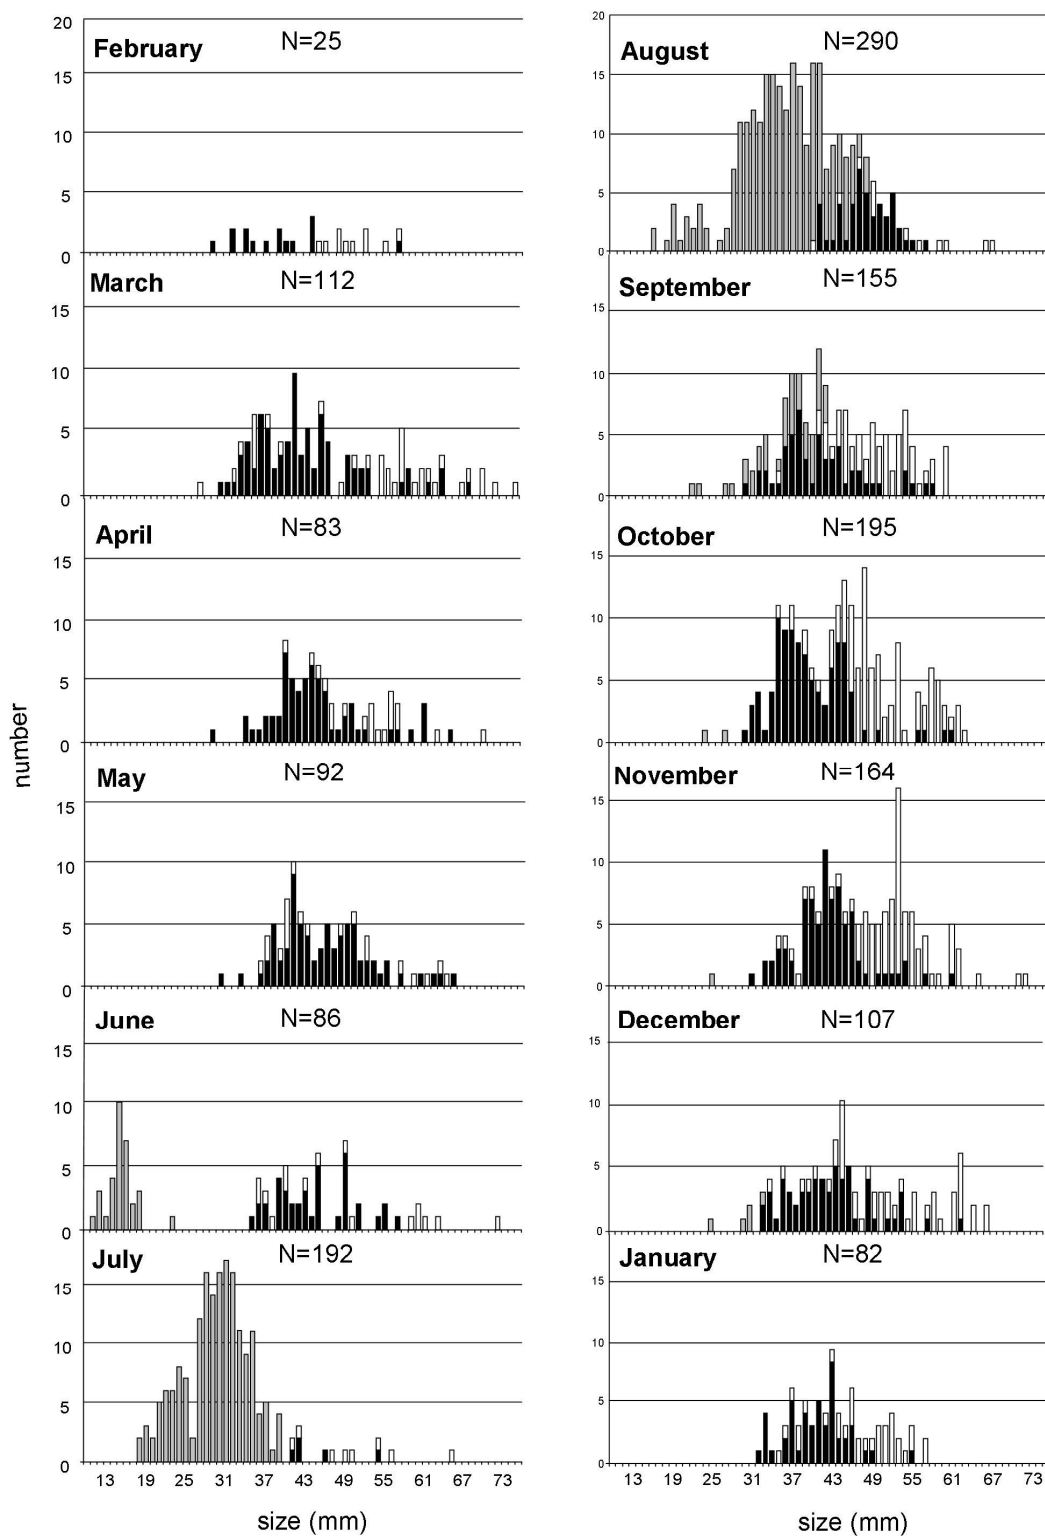 20
February N=25
15
10
5
0
March N=112
15
10
5
0
April N=83
15
10
5
0
number
May N=92
15
10
5
0
June N=86
15
10
5
0
July N=192
15
10
5
0
13 19 25 31 37 43 49 55 61 67 73
size (mm)
20
August N=290
15
10
5
0
September N=155
15
10
5
0
October N=195
15
10
5
0
November N=164
15
10
5
0
December N=107
15
10
5
0
January N=82
15
10
5
0
13 19 25 31 37 43 49 55 61 67 73
size (mm)